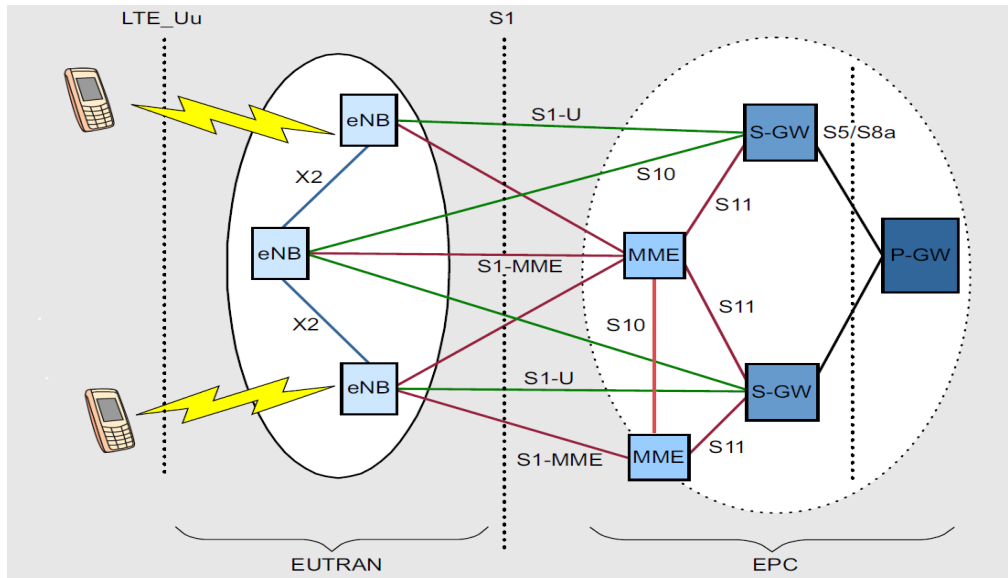 LTE_Uu
S1
eNB
S1-U
S-GW
S5/S8a
X2
S10
S11
eNB
S1-MME
MME
P-GW
X2
S10
S11
eNB
S1-U
S-GW
S1-MME
MME
S11
EUTRAN
EPC